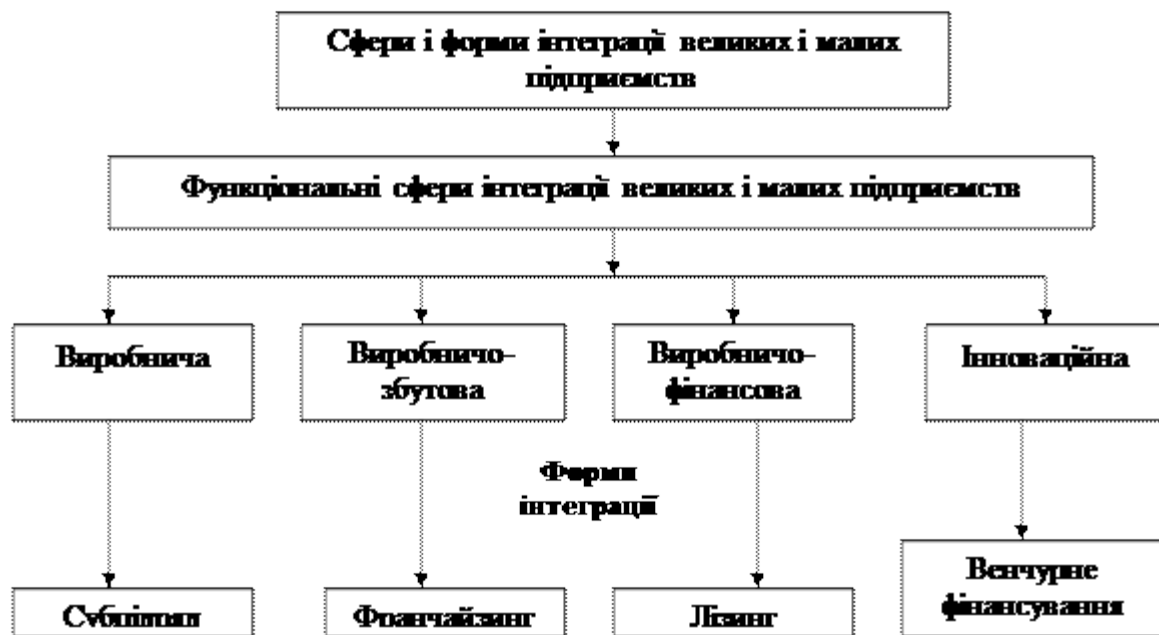 Сфери і форми інтеграції великих і малих
підприємств
Функціональні сфери інтеграції великих і малих підприємств
Виробнича
Виробничо-
збутова
Виробничо-
фінансова
Інноваційна
Форми
інтеграції
Венчурне
фінансування
Франчайзинг
Лізинг